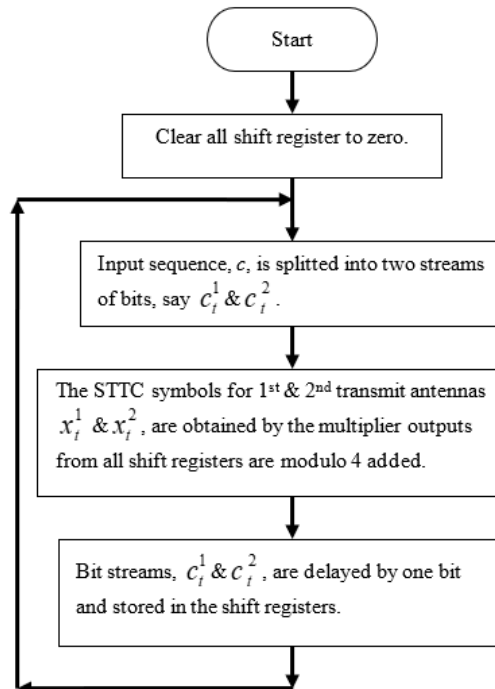 Start
Clear all shift register to zero.
Input sequence, c, is splitted into two streams
of bits, say c_t^1 & c_t^2 .
The STTC symbols for 1st & 2nd transmit antennas
x_t^1 & x_t^2 , are obtained by the multiplier outputs
from all shift registers are modulo 4 added.
Bit streams, c_t^1 & c_t^2 , are delayed by one bit
and stored in the shift registers.